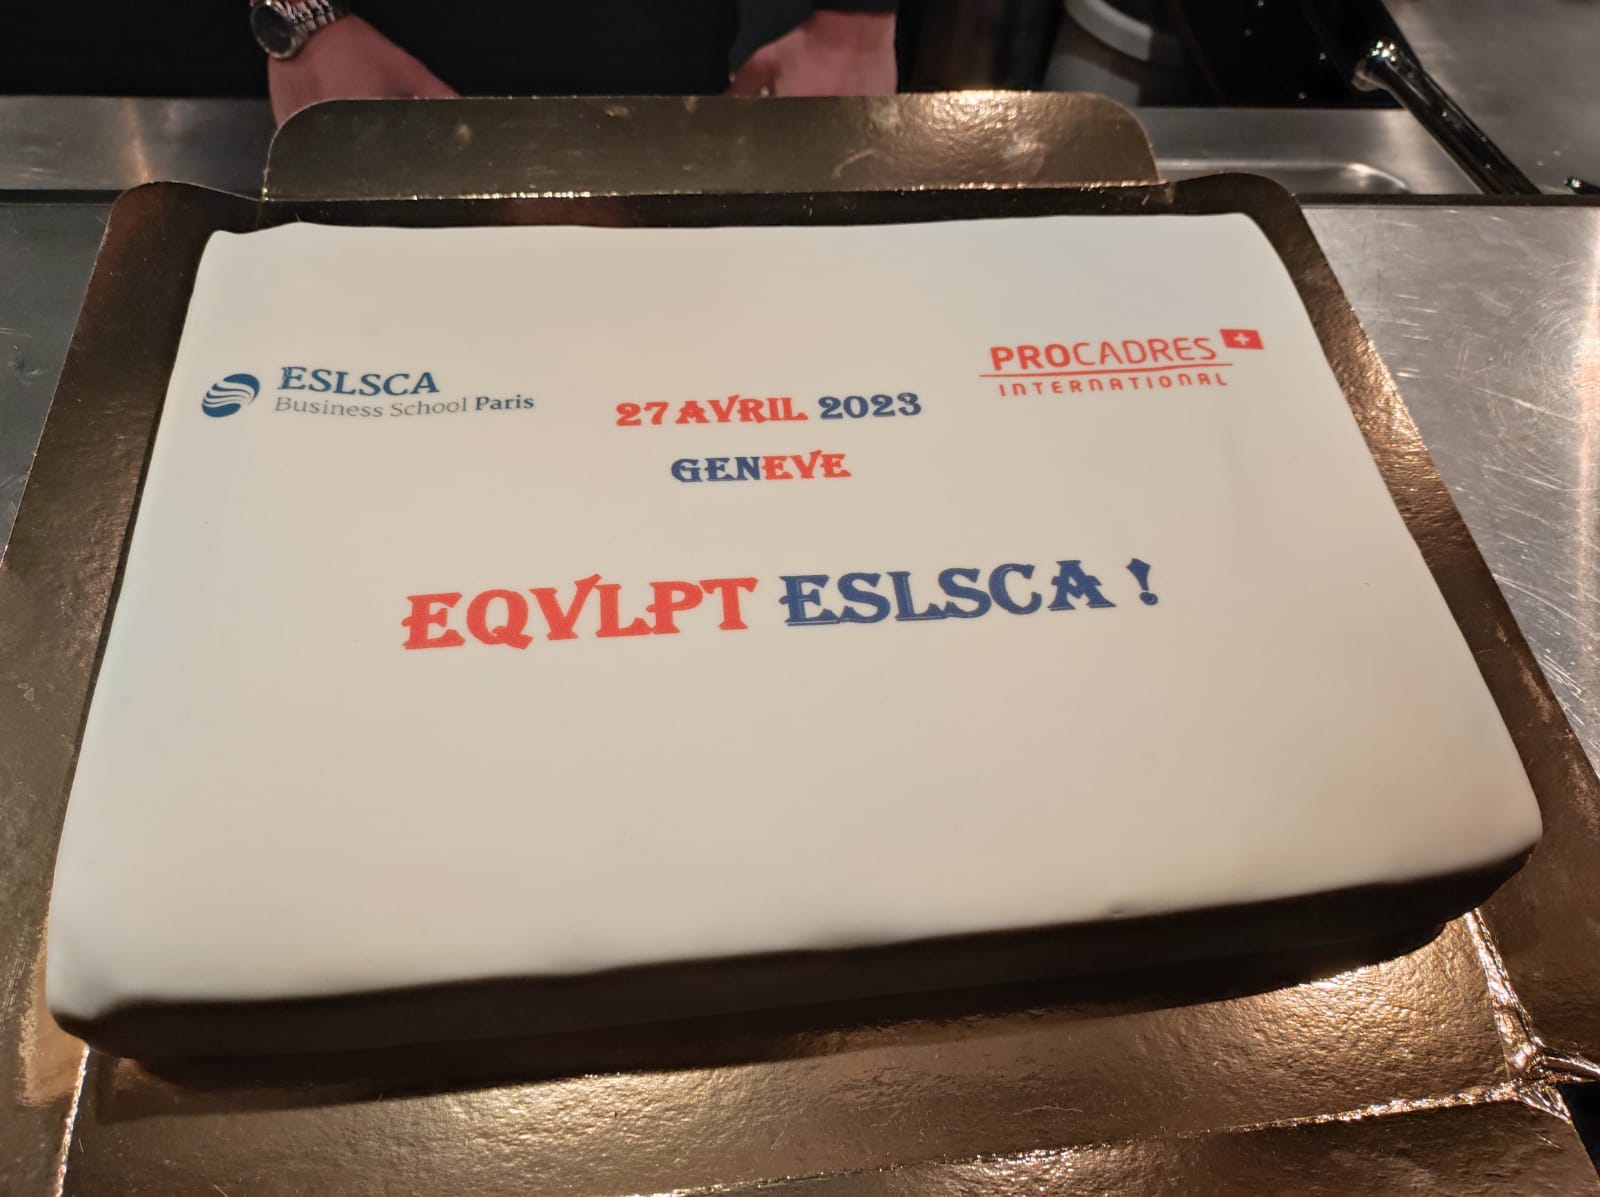 ESLSCA
Business School Paris
PROCADRES
INTERNATIONAL
27 AVRIL 2023
GENEVE
EQVLPT ESLSCA !